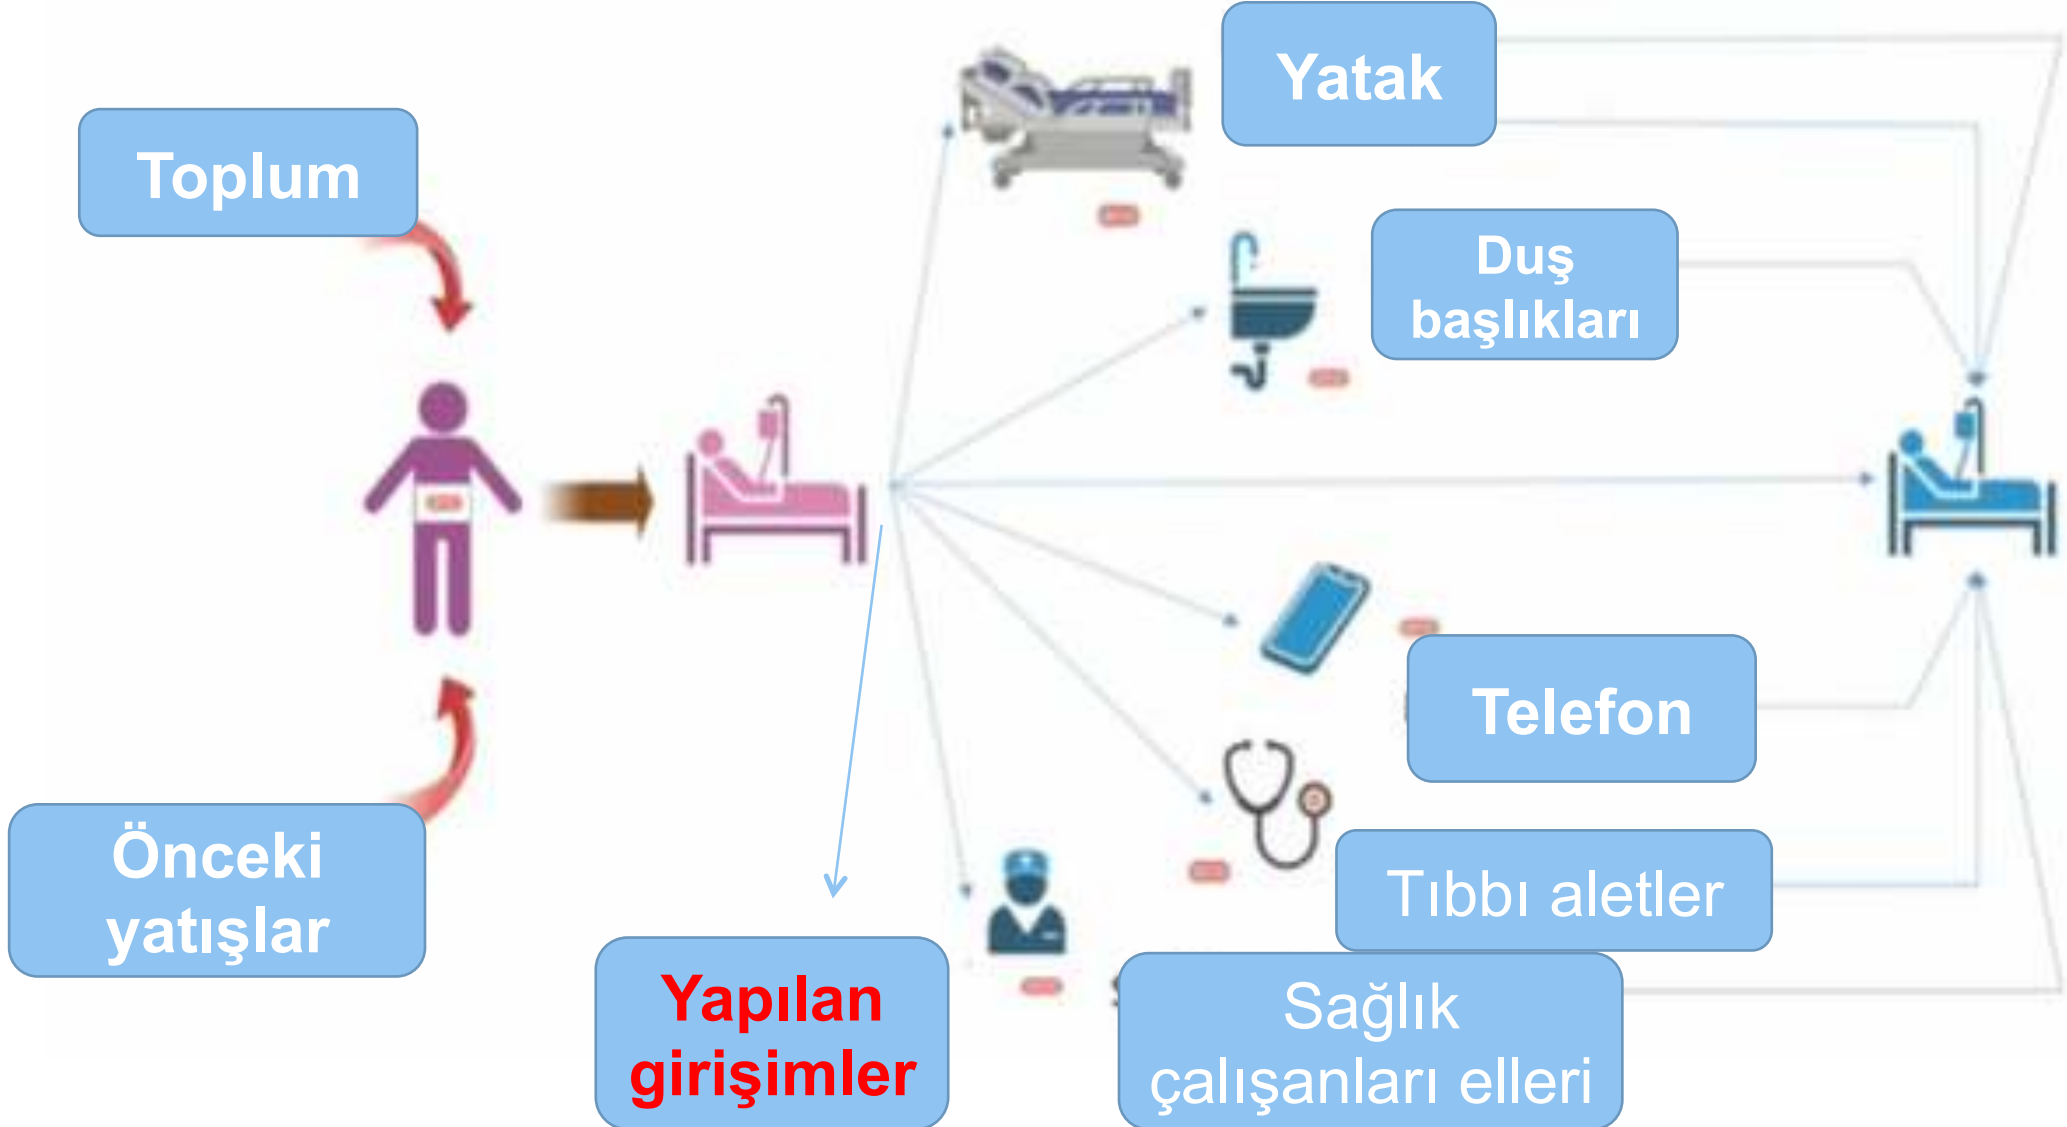 Yatak
Toplum
Duş
başlıkları
Telefon
Önceki
yatışlar
Tıbbı aletler
Yapılan
girişimler
Sağlık
çalışanları elleri